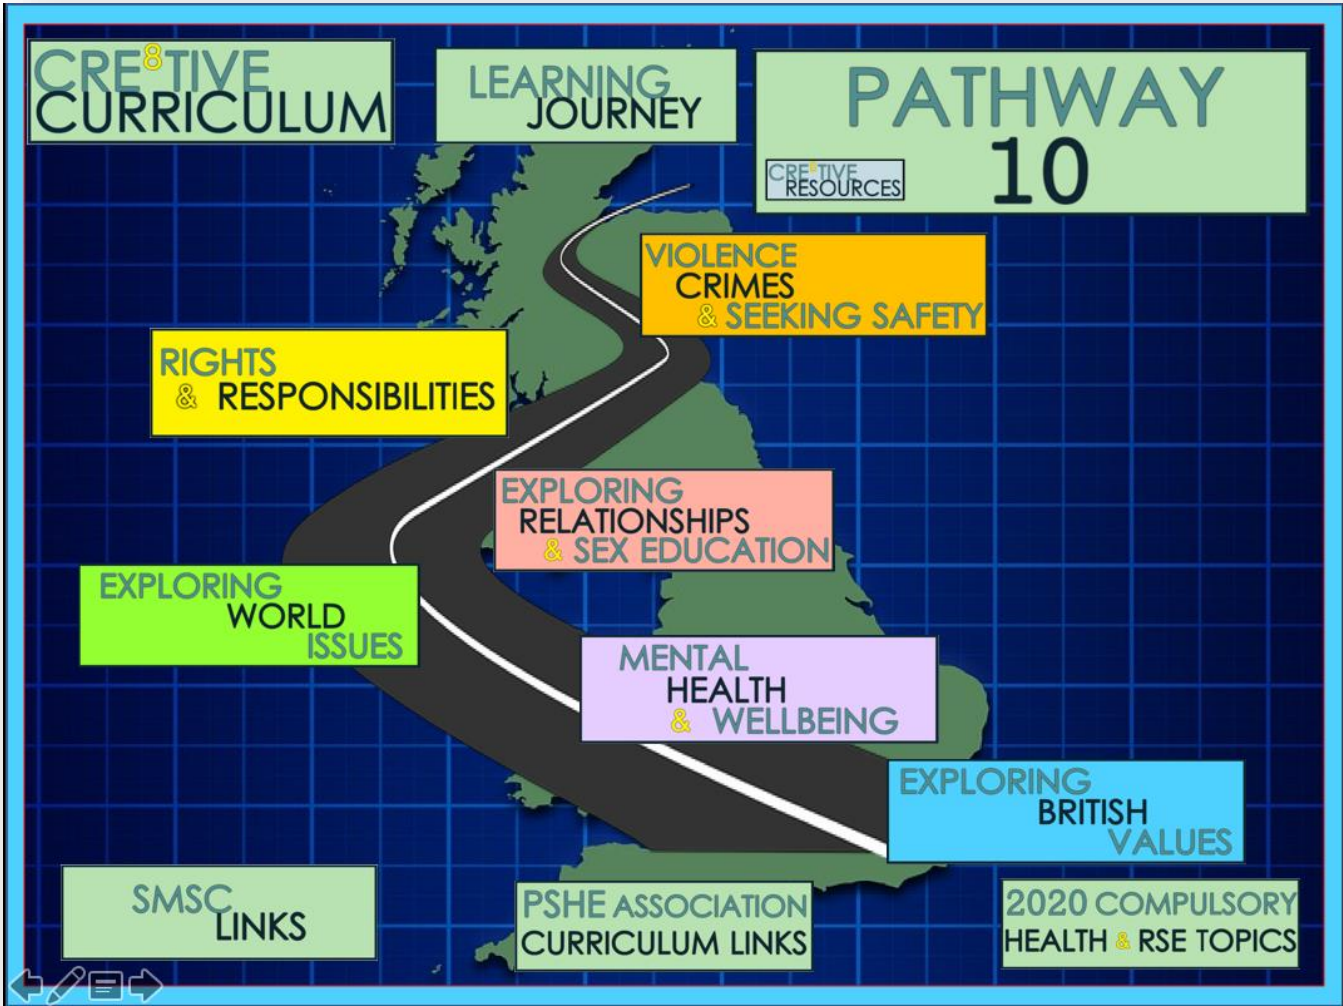 CRE8TIVE
CURRICULUM
LEARNING
JOURNEY
PATHWAY
10
CRE8TIVE
RESOURCES
VIOLENCE
CRIMES
& SEEKING SAFETY
RIGHTS
& RESPONSIBILITIES
EXPLORING
RELATIONSHIPS
& SEX EDUCATION
EXPLORING
WORLD
ISSUES
MENTAL
HEALTH
& WELLBEING
EXPLORING
BRITISH
VALUES
SMSC
LINKS
PSHE ASSOCIATION
CURRICULUM LINKS
2020 COMPULSORY
HEALTH & RSE TOPICS